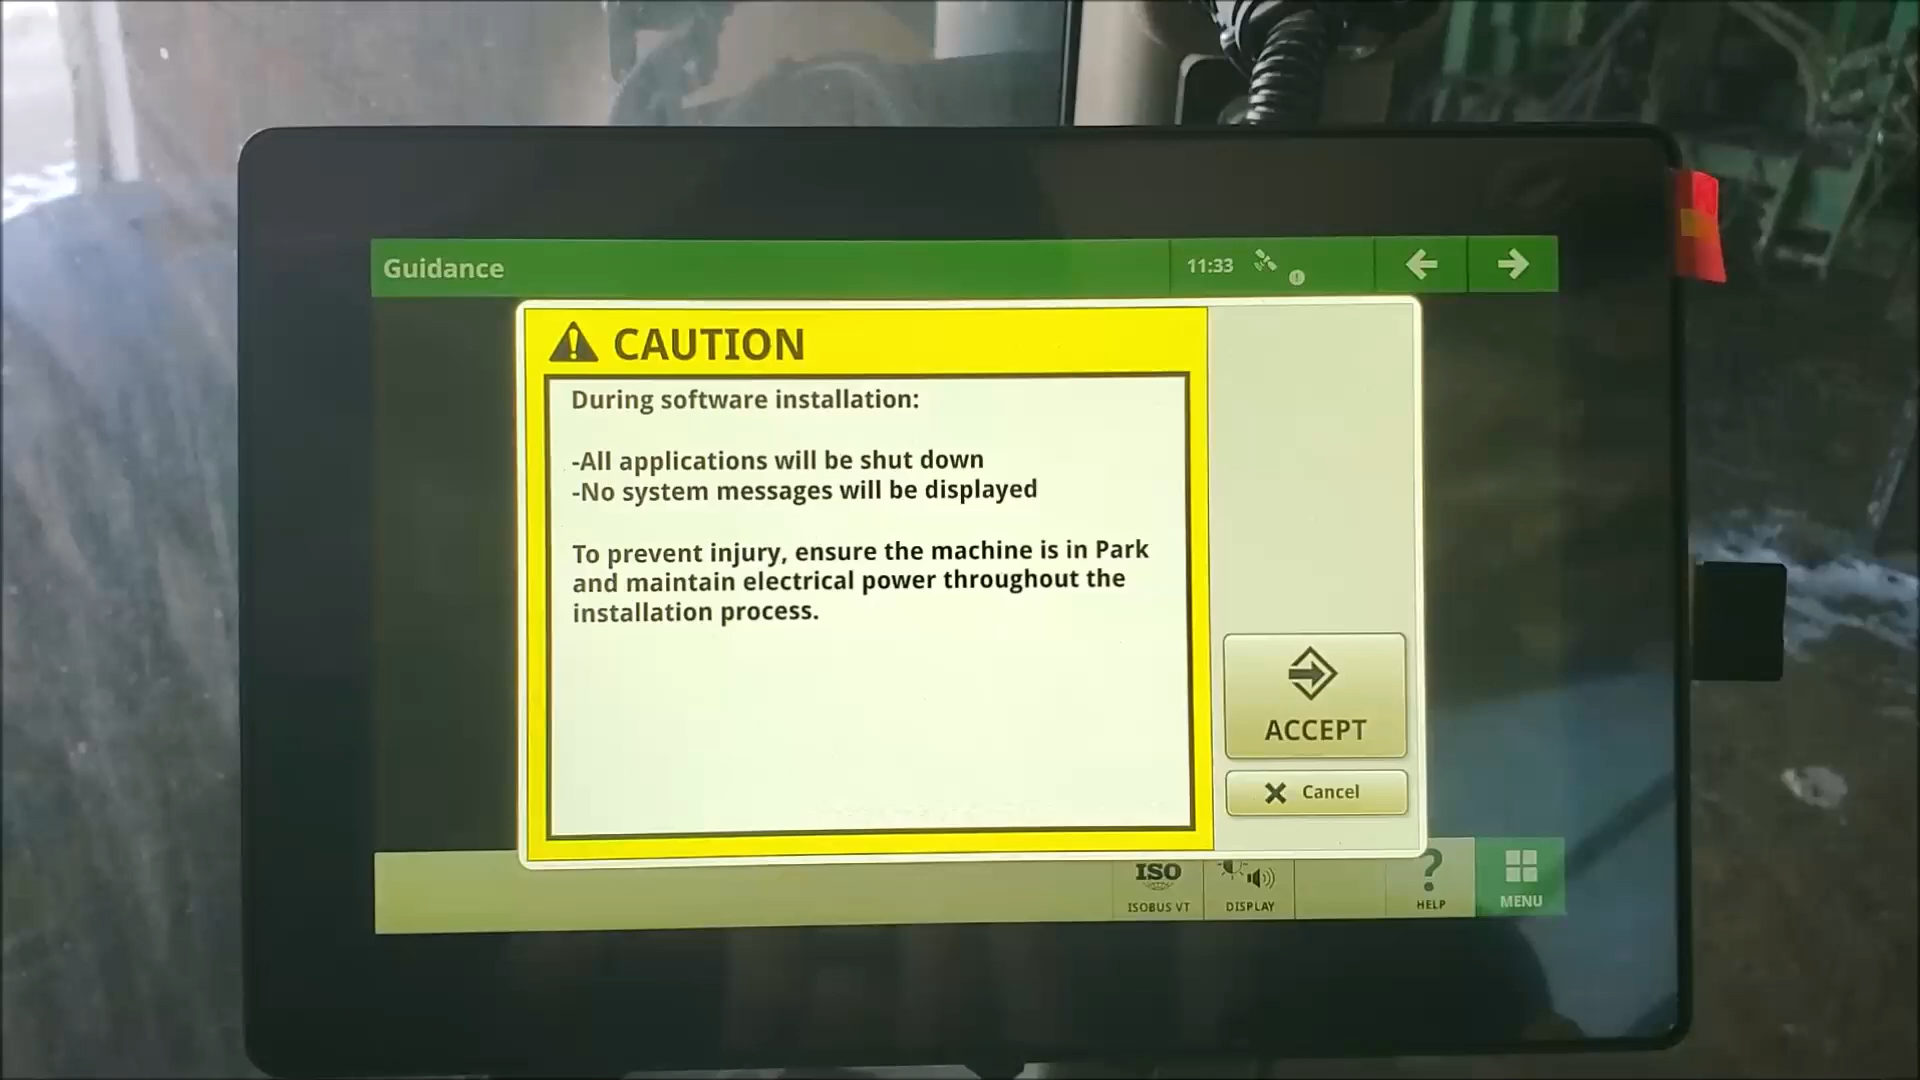 Guidance
11:33
CAUTION
During software installation:
-All applications will be shut down
-No system messages will be displayed
To prevent injury, ensure the machine is in Park
and maintain electrical power throughout the
installation process.
ACCEPT
Cancel
ISO
ISOBUS VT
DISPLAY
?
HELP
MENU